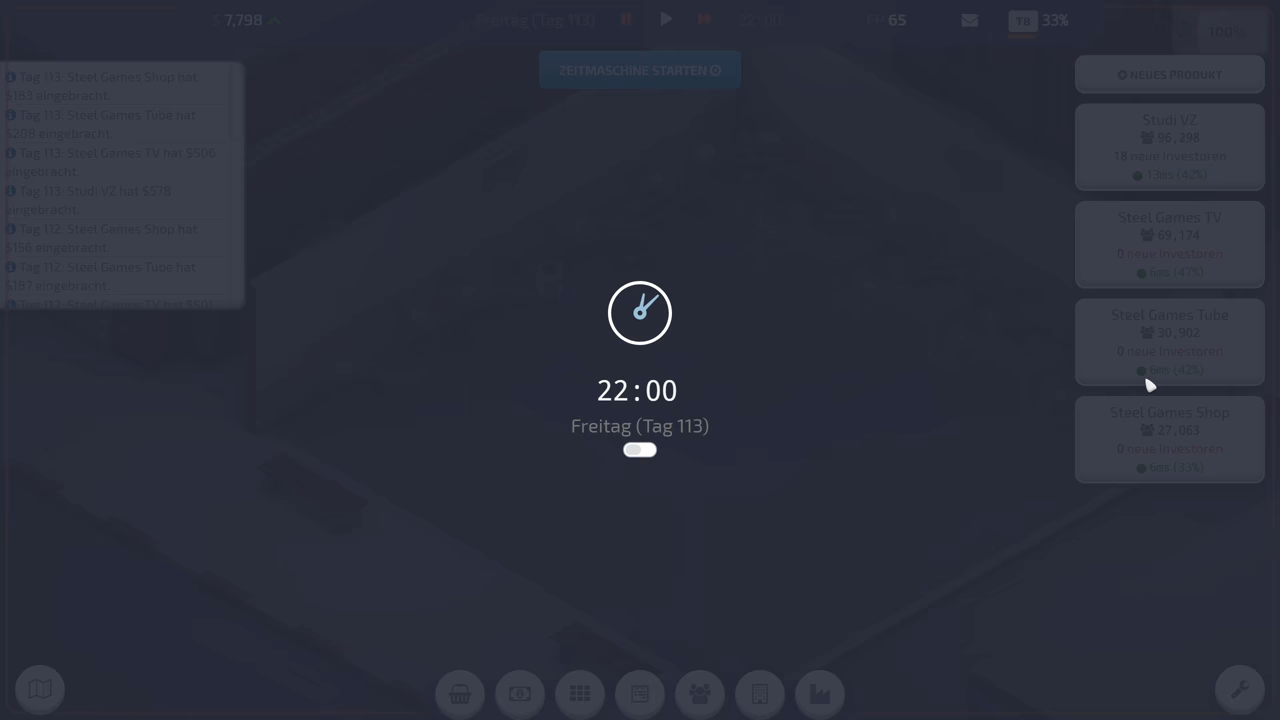 $ 7,798
Freitag (Tag 113)
22:00
FP 65
T8 33%
ZEITMASCHINE STARTEN
NEUES PRODUKT
Tag 113: Steel Games Shop hat
$183 eingebracht.
Tag 113: Steel Games Tube hat
$208 eingebracht.
Tag 113: Steel Games TV hat $506
eingebracht.
Tag 113: Studi VZ hat $578
eingebracht.
Tag 112: Steel Games Shop hat
$156 eingebracht.
Tag 112: Steel Games Tube hat
$187 eingebracht.
Studi VZ
96,298
18 neue Investoren
13ms (42%)
Steel Games TV
69,174
0 neue Investoren
6ms (47%)
Steel Games Tube
30,902
0 neue Investoren
6ms (42%)
Steel Games Shop
27,063
0 neue Investoren
6ms (33%)
22:00
Freitag (Tag 113)